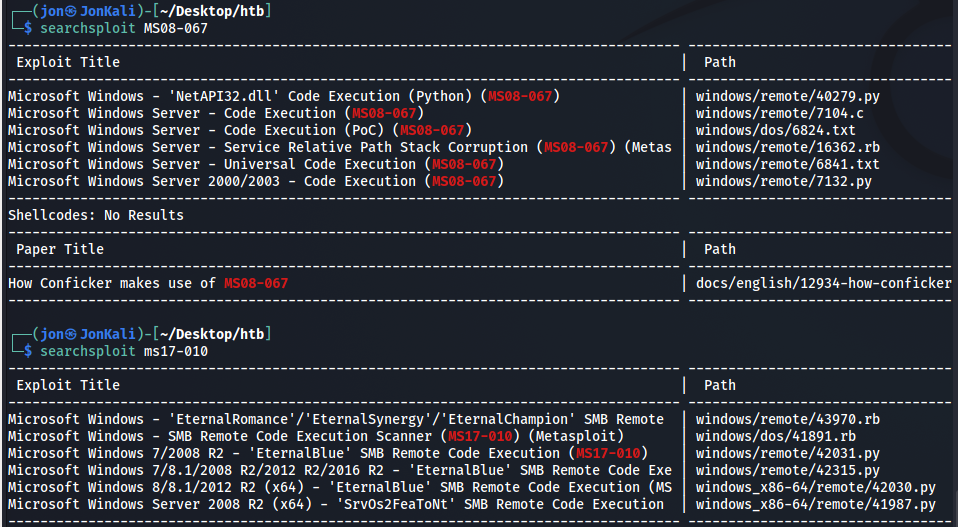 ┌──(jon㉿JonKali)-[~/Desktop/htb]
└─$ searchsploit MS08-067
Exploit Title | Path
Microsoft Windows - 'NetAPI32.dll' Code Execution (Python) (MS08-067) | windows/remote/40279.py
Microsoft Windows Server - Code Execution (MS08-067) | windows/remote/7104.c
Microsoft Windows Server - Code Execution (PoC) (MS08-067) | windows/dos/6824.txt
Microsoft Windows Server - Service Relative Path Stack Corruption (MS08-067) (Metas | windows/remote/16362.rb
Microsoft Windows Server - Universal Code Execution (MS08-067) | windows/remote/6841.txt
Microsoft Windows Server 2000/2003 - Code Execution (MS08-067) | windows/remote/7132.py
Shellcodes: No Results
Paper Title | Path
How Conficker makes use of MS08-067 | docs/english/12934-how-conficker
┌──(jon㉿JonKali)-[~/Desktop/htb]
└─$ searchsploit ms17-010
Exploit Title | Path
Microsoft Windows - 'EternalRomance'/'EternalSynergy'/'EternalChampion' SMB Remote | windows/remote/43970.rb
Microsoft Windows - SMB Remote Code Execution Scanner (MS17-010) (Metasploit) | windows/dos/41891.rb
Microsoft Windows 7/2008 R2 - 'EternalBlue' SMB Remote Code Execution (MS17-010) | windows/remote/42031.py
Microsoft Windows 7/8.1/2008 R2/2012 R2/2016 R2 - 'EternalBlue' SMB Remote Code Exe | windows/remote/42315.py
Microsoft Windows 8/8.1/2012 R2 (x64) - 'EternalBlue' SMB Remote Code Execution (MS | windows_x86-64/remote/42030.py
Microsoft Windows Server 2008 R2 (x64) - 'SrvOs2FeaToNt' SMB Remote Code Execution | windows_x86-64/remote/41987.py